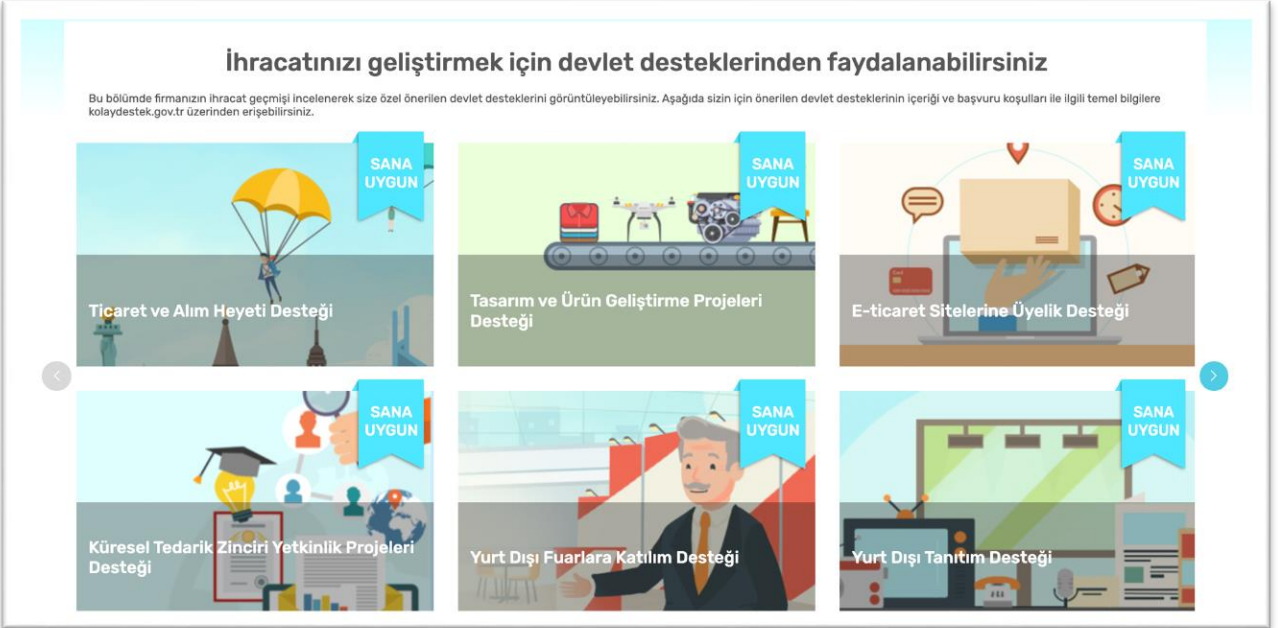 İhracatınızı geliştirmek için devlet desteklerinden faydalanabilirsiniz
Bu bölümde firmanızın ihracat geçmişi incelenerek size özel önerilen devlet desteklerini görüntüleyebilirsiniz. Aşağıda sizin için önerilen devlet desteklerinin içeriği ve başvuru koşulları ile ilgili temel bilgilere
kolaydestek.gov.tr üzerinden erişebilirsiniz.
SANA
UYGUN
Ticaret ve Alım Heyeti Desteği
SANA
UYGUN
Tasarım ve Ürün Geliştirme Projeleri
Desteği
SANA
UYGUN
E-ticaret Sitelerine Üyelik Desteği
SANA
UYGUN
Küresel Tedarik Zinciri Yetkinlik Projeleri
Desteği
SANA
UYGUN
Yurt Dışı Fuarlara Katılım Desteği
SANA
UYGUN
Yurt Dışı Tanıtım Desteği